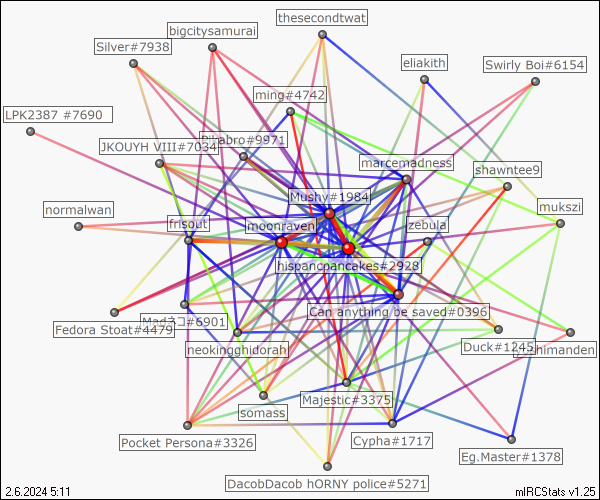 thesecondtwat
bigcitysamurai
Silver#7938
eliakith
Swirly Boi#6154
ming#4742
LPK2387 #7690
#9971
JKOUYH VIII#7034
marcemadness
shawntee9
Mushy#1984
normalwan
frisout
moonraven
zebula
mukszi
hispancpancakes#2928
Can anything be saved#0396
#6901
Fedora Stoat#4479
neokingghidorah
Duck#1245
himanden
Majestic#3375
somass
Pocket Persona#3326
Cypha#1717
Eg.Master#1378
DacobDacob hORNY police#5271
2.6.2024 5:11
mIRCStats v1.25